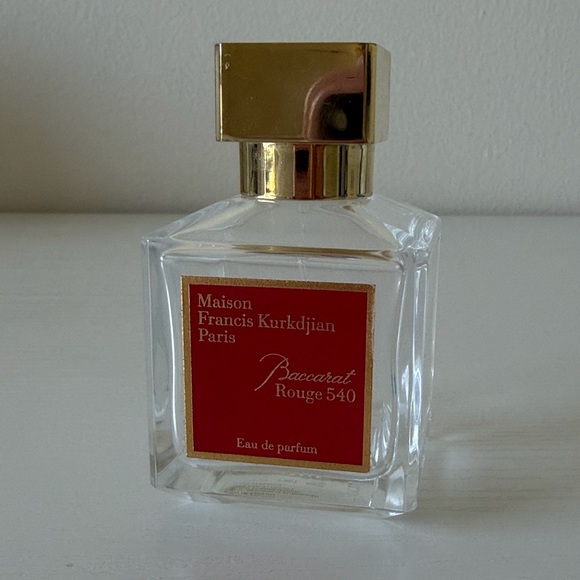 Maison
Francis Kurkdjian
Paris
Baccarat
Rouge 540
Eau de parfum